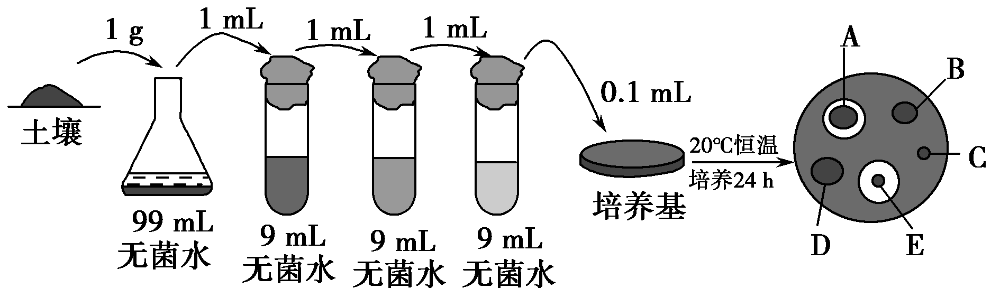 1 g
1 mL
1 mL
1 mL
0.1 mL
土壤
99 mL
无菌水
9 mL
无菌水
9 mL
无菌水
9 mL
无菌水
培养基
20℃恒温
培养24 h
A
B
C
D
E